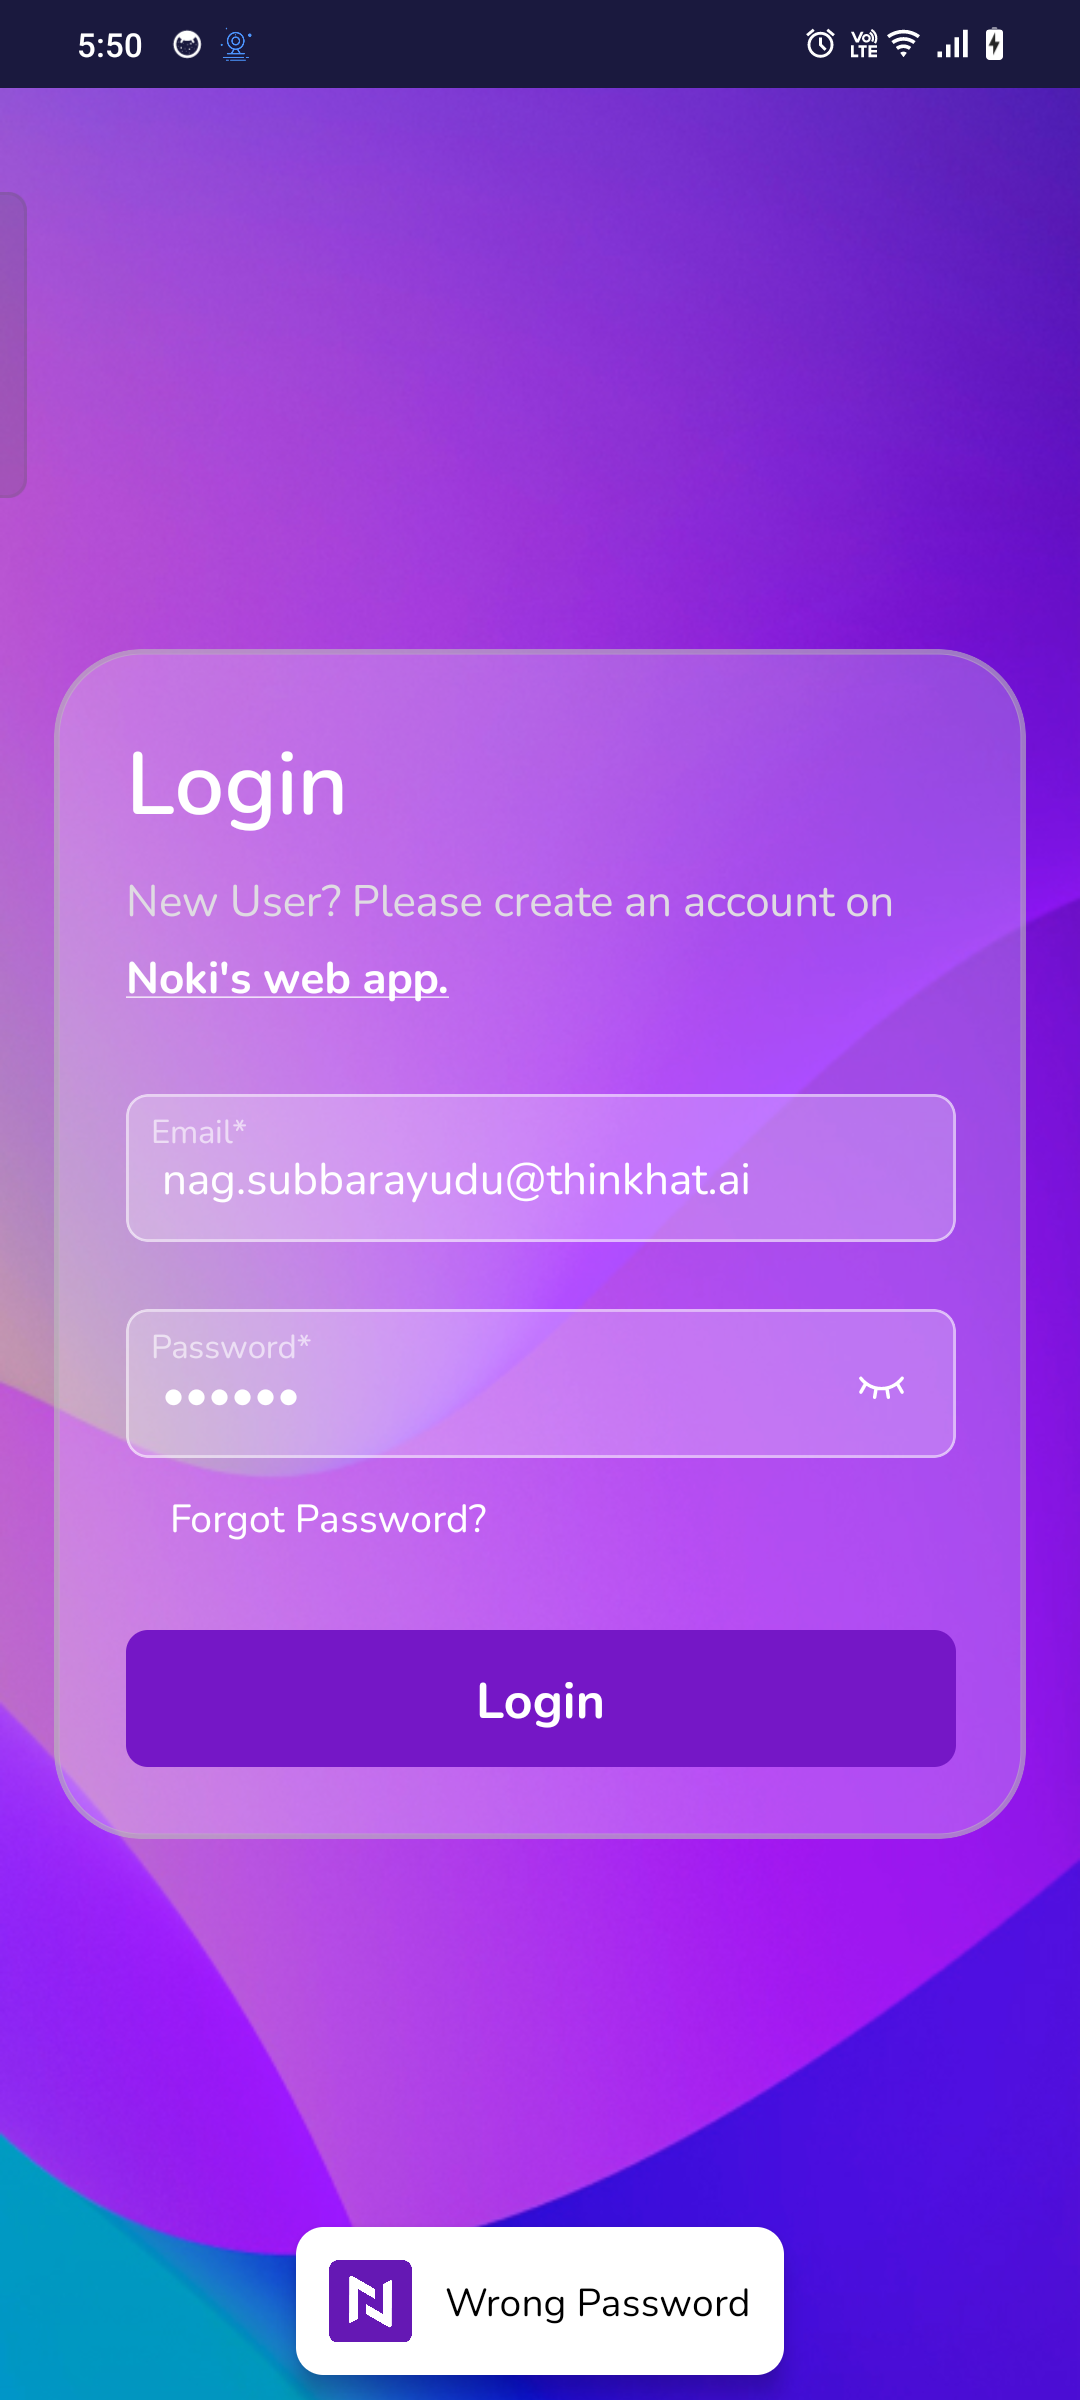 5:50
Vo)) LTE
Login
New User? Please create an account on
Noki's web app.
Email*
nag.subbarayudu@thinkhat.ai
Password*
••••••
Forgot Password?
Login
Wrong Password